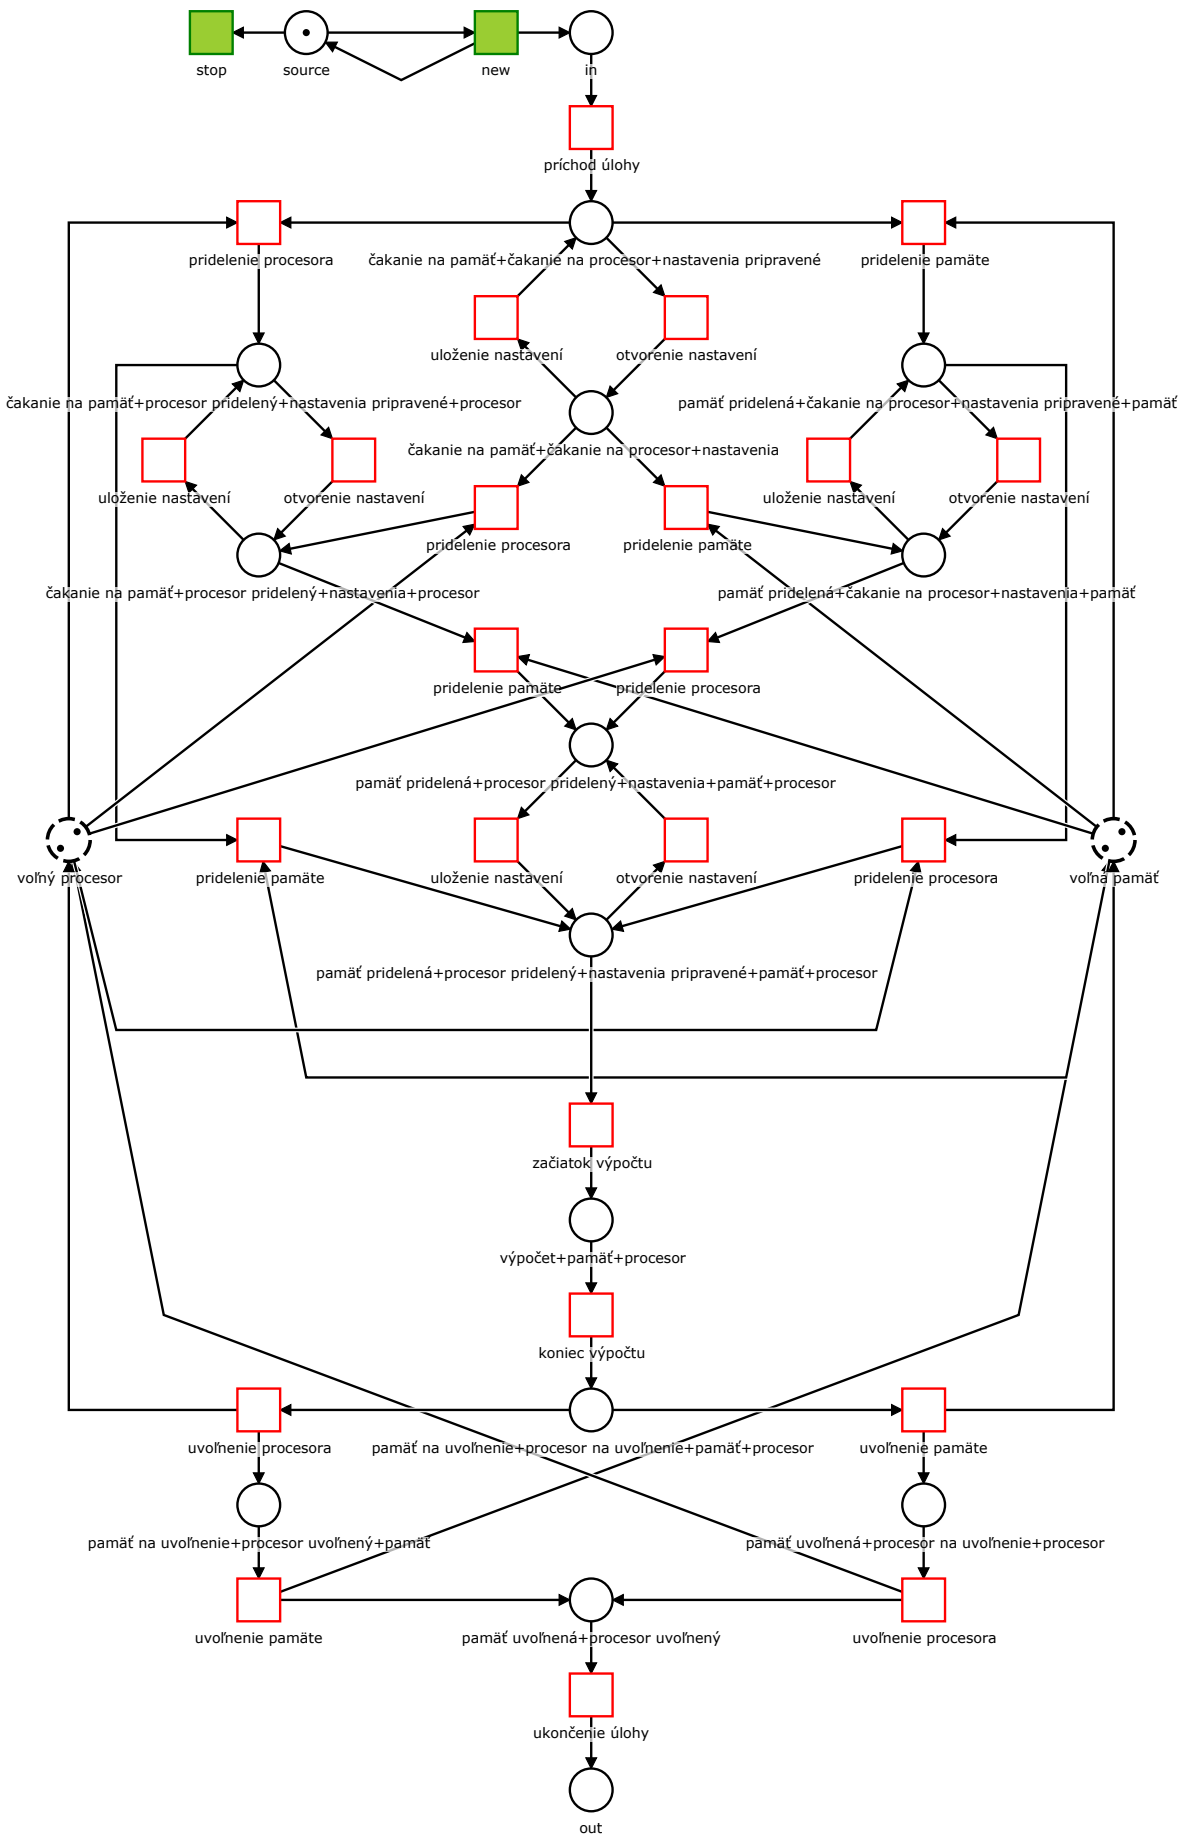 stop
source
new
in
príchod úlohy
pridelenie procesora
čakanie na pamäť+čakanie na procesor+nastavenia pripravené
pridelenie pamäte
uloženie nastavení
otvorenie nastavení
čakanie na pamäť+procesor pridelený+nastavenia pripravené+procesor
pamäť pridelená+čakanie na procesor+nastavenia pripravené+pamäť
čakanie na pamäť+čakanie na procesor+nastavenia
uloženie nastavení
otvorenie nastavení
uloženie nastavení
otvorenie nastavení
pridelenie procesora
pridelenie pamäte
čakanie na pamäť+procesor pridelený+nastavenia+procesor
pamäť pridelená+čakanie na procesor+nastavenia+pamäť
pridelenie pamäte
pridelenie procesora
pamäť pridelená+procesor pridelený+nastavenia+pamäť+procesor
voľný procesor
pridelenie pamäte
uloženie nastavení
otvorenie nastavení
pridelenie procesora
voľná pamäť
pamäť pridelená+procesor pridelený+nastavenia pripravené+pamäť+procesor
začiatok výpočtu
výpočet+pamäť+procesor
koniec výpočtu
uvoľnenie procesora
pamäť na uvoľnenie+procesor na uvoľnenie+pamäť+procesor
uvoľnenie pamäte
pamäť na uvoľnenie+procesor uvoľnený+pamäť
pamäť uvoľnená+procesor na uvoľnenie+procesor
uvoľnenie pamäte
pamäť uvoľnená+procesor uvoľnený
uvoľnenie procesora
ukončenie úlohy
out